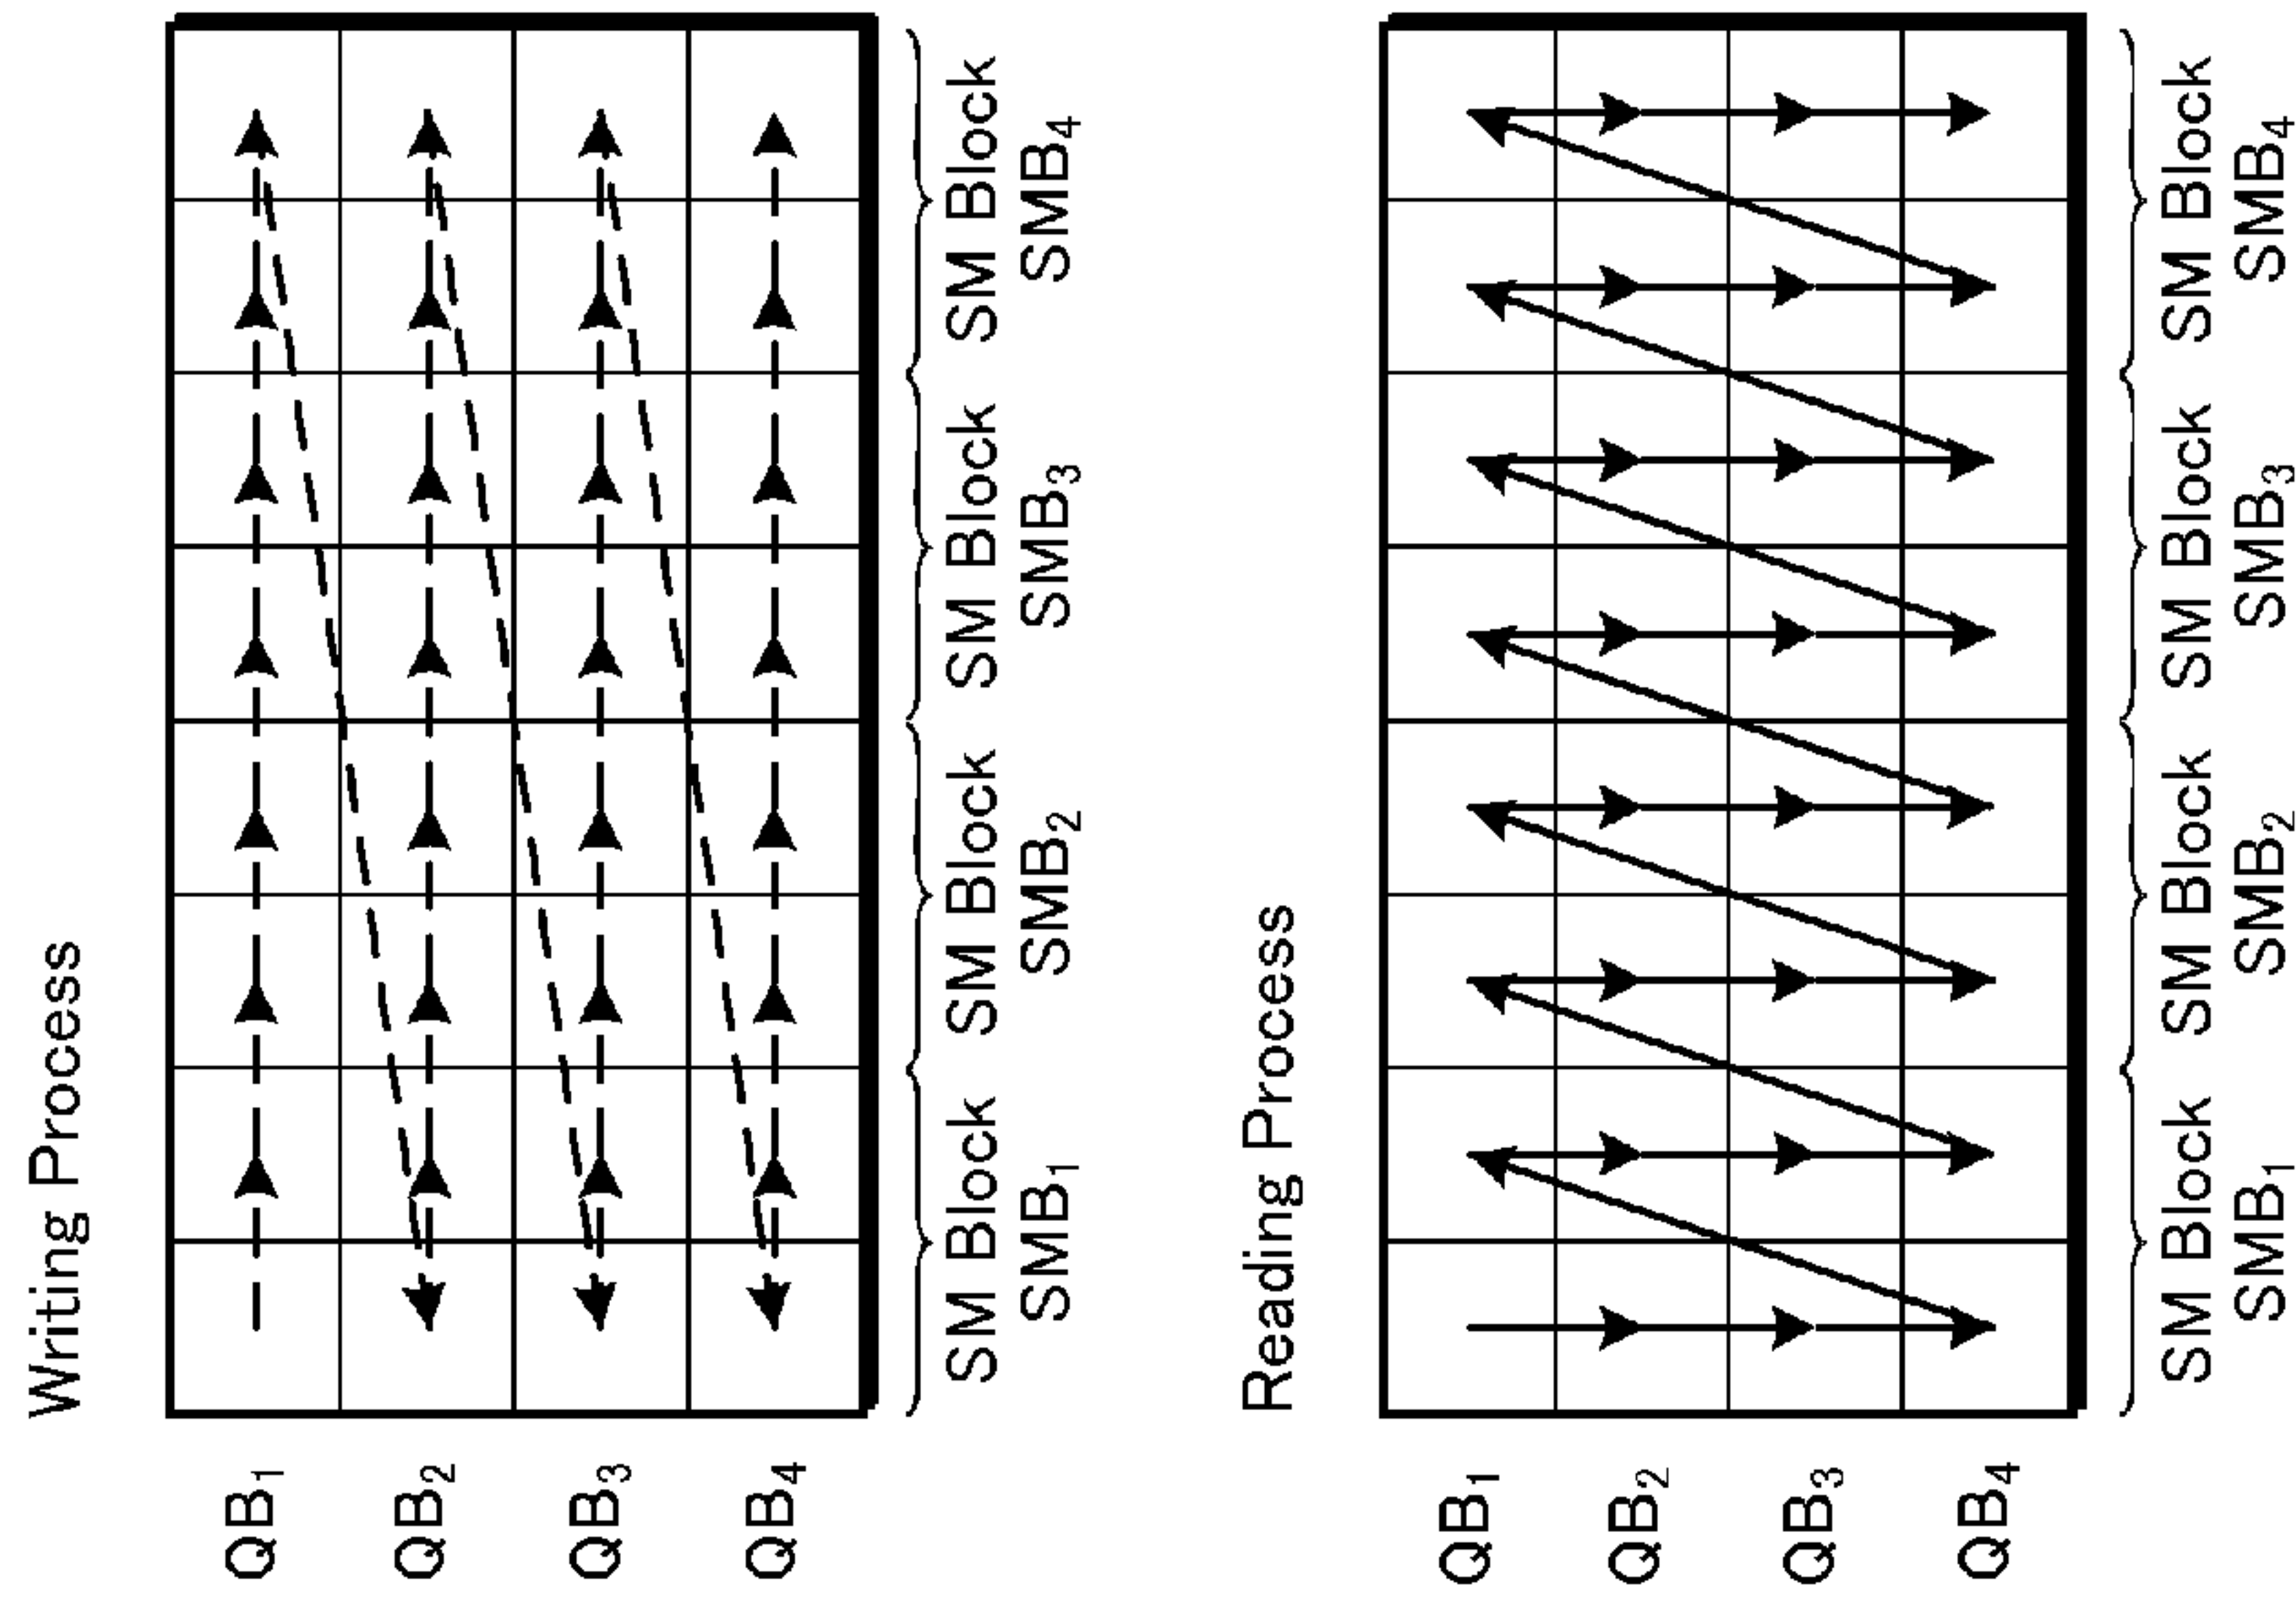 Writing Process
QB1
QB2
QB3
QB4
SM Block SM Block SM Block SM Block
SMB1 SMB2 SMB3 SMB4
Reading Process
QB1
QB2
QB3
QB4
SM Block SM Block SM Block SM Block
SMB1 SMB2 SMB3 SMB4